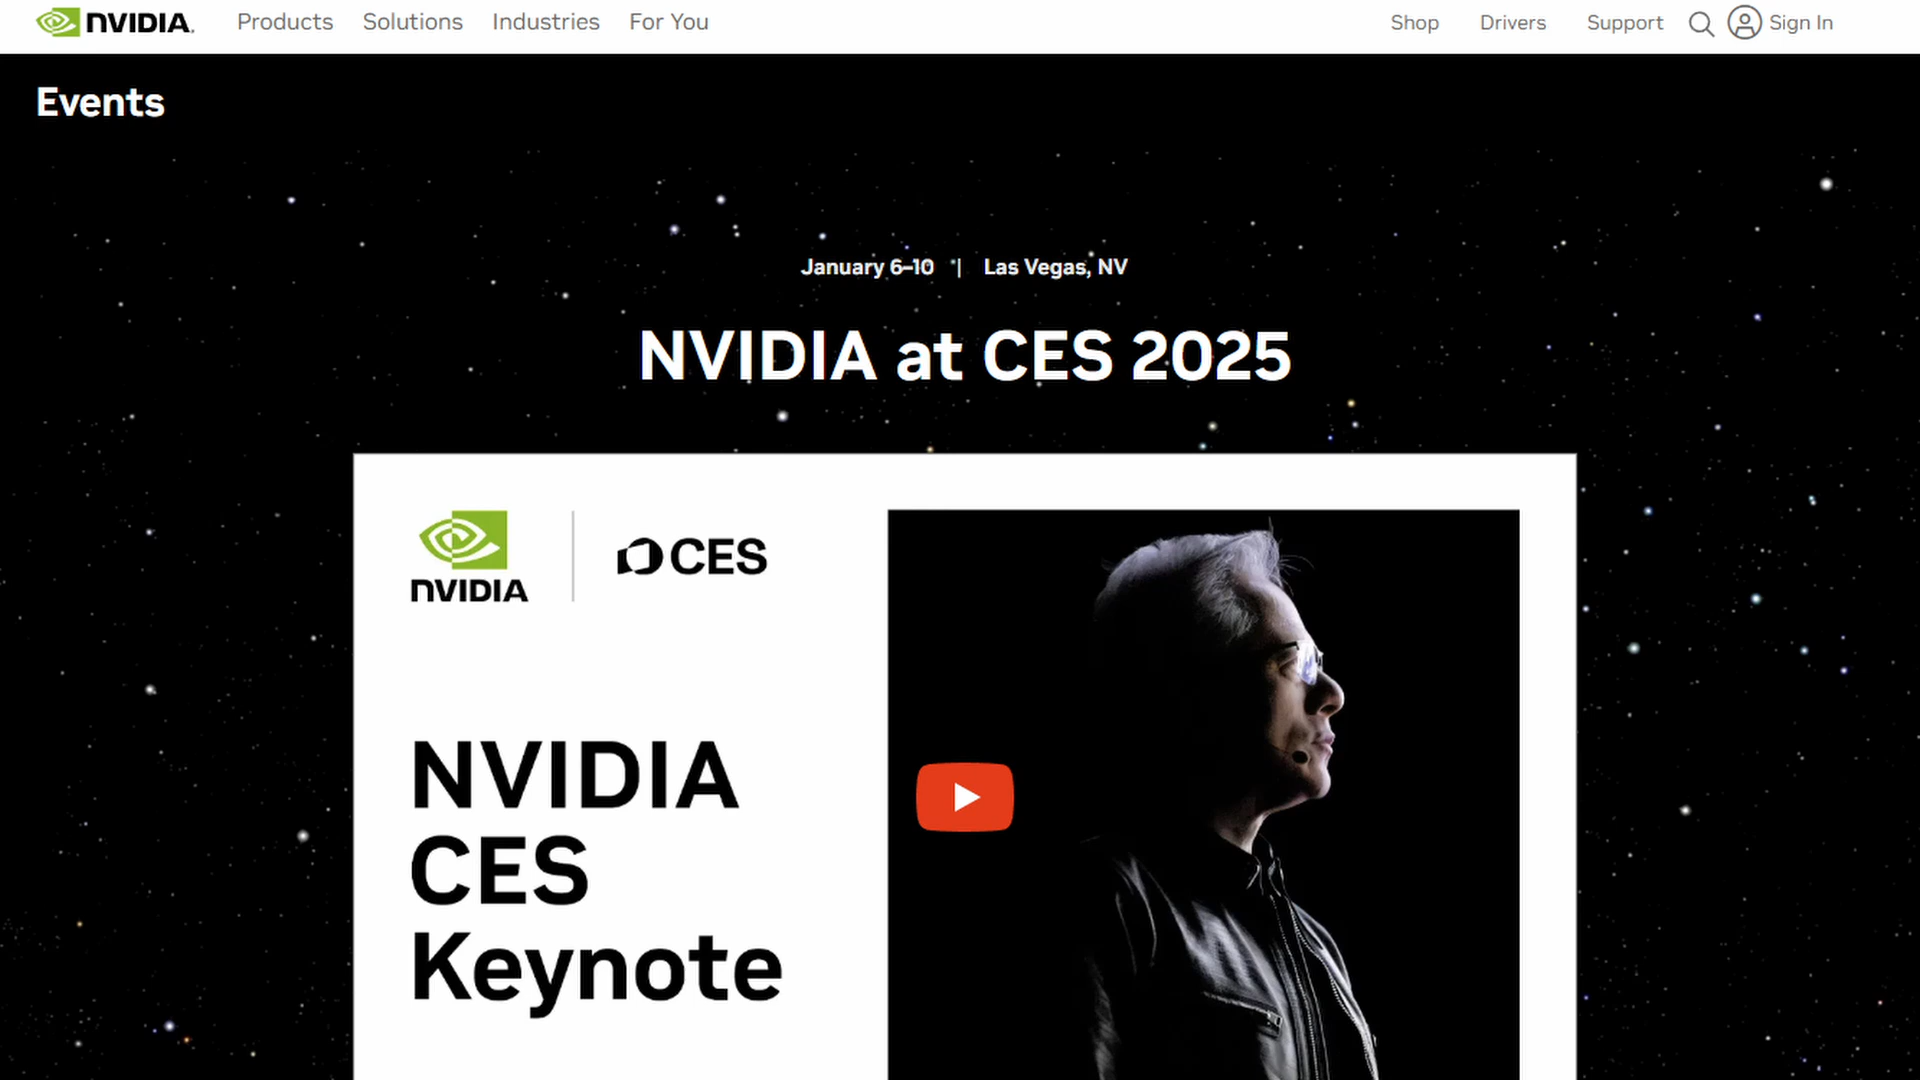 NVIDIA.
Products Solutions Industries For You Shop Drivers Support Sign In
Events
January 6–10 | Las Vegas, NV
NVIDIA at CES 2025
NVIDIA
CES
NVIDIA
CES
Keynote